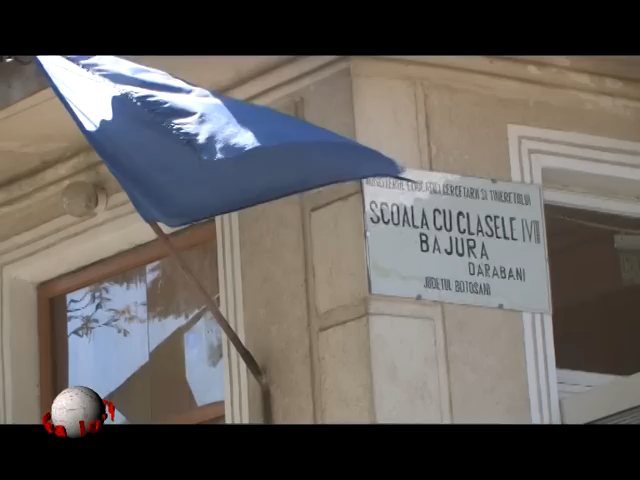 MINISTERUL EDUCATIEI CERCETARII SI TINERETULUI
SCOALA CU CLASELE IVIII
BAJURA
DARABANI
JUDETUL BOTOSANI